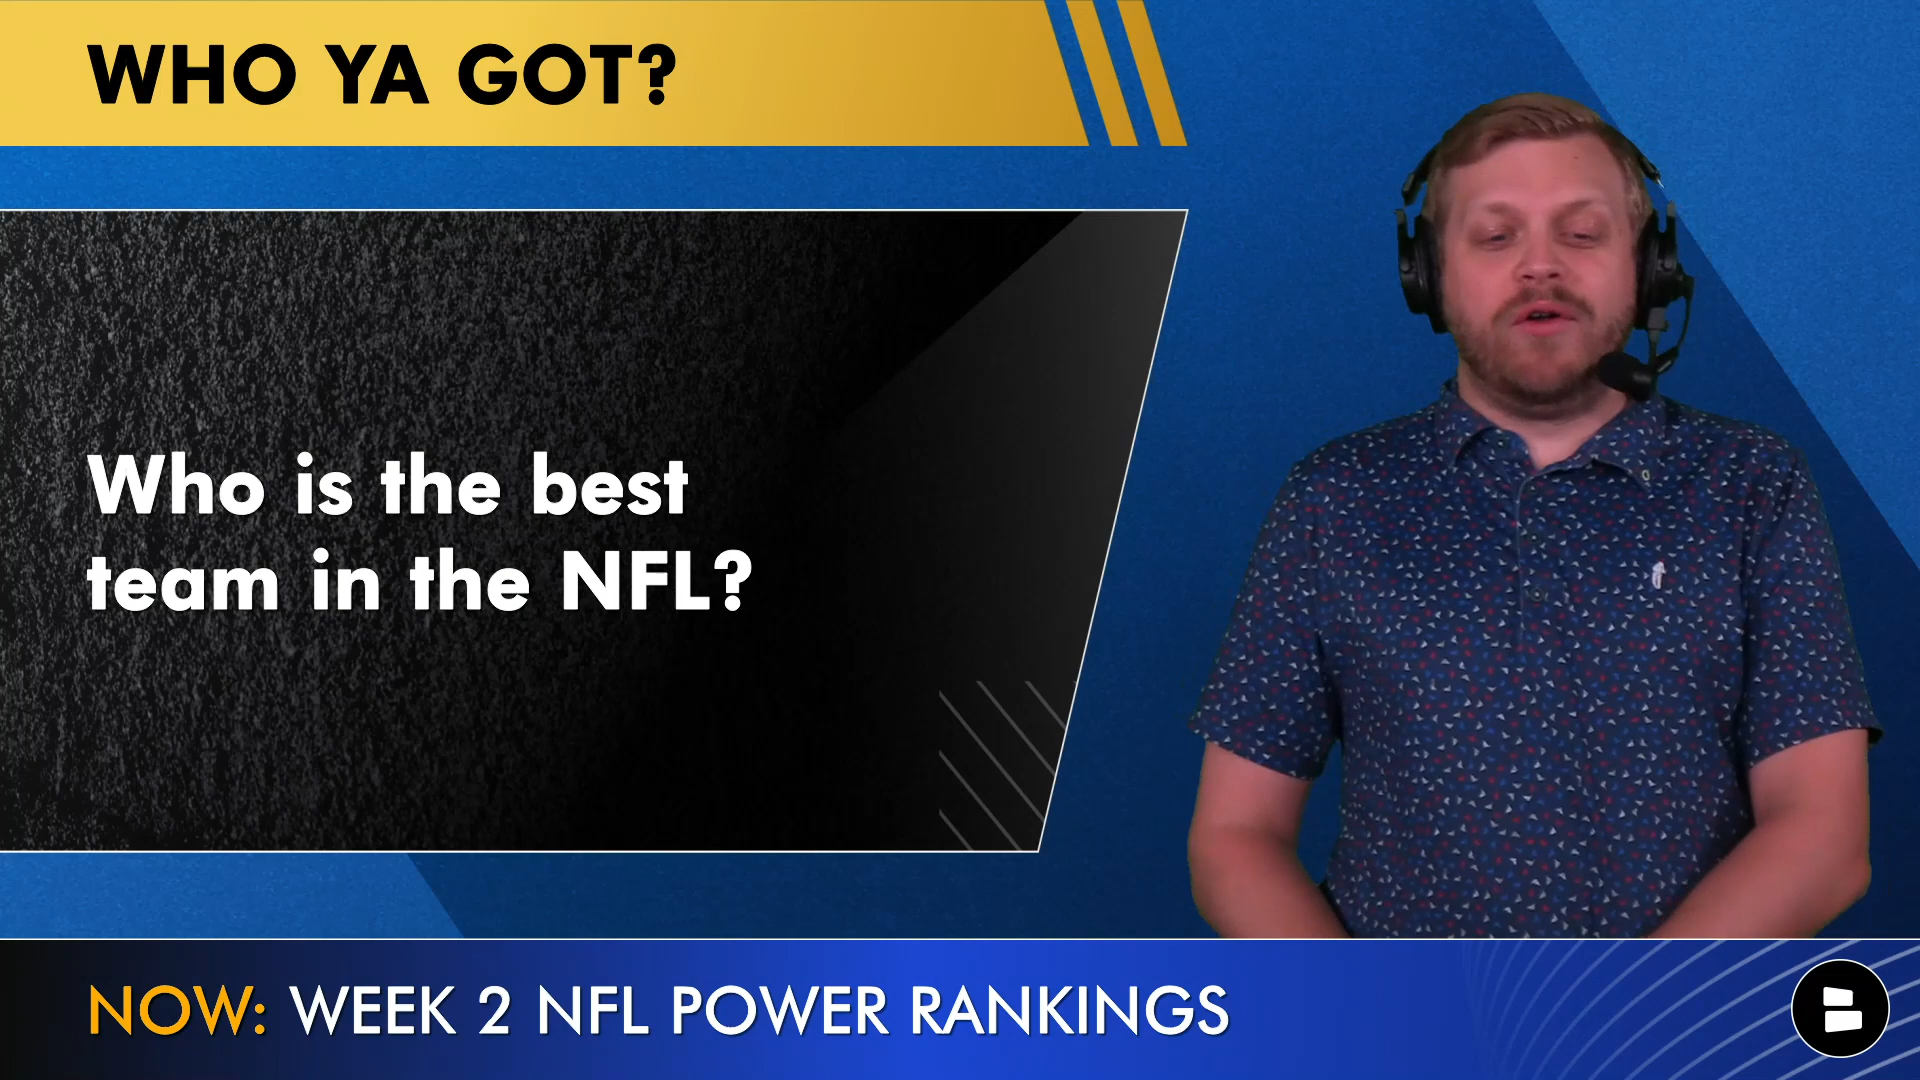 WHO YA GOT?
Who is the best
team in the NFL?
NOW: WEEK 2 NFL POWER RANKINGS